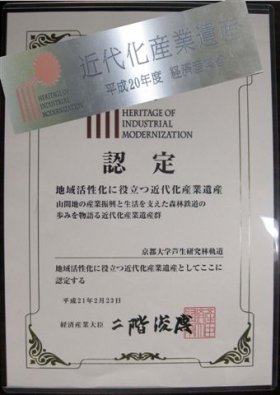 近代化産業遺産
平成20年度 経済産業省
HERITAGE OF
INDUSTRIAL
MODERNIZATION
HERITAGE OF
INDUSTRIAL
MODERNIZATION
認定
地域活性化に役立つ近代化産業遺産
山間地の産業振興と生活を支えた森林鉄道の
歩みを物語る近代化産業遺産群
京都大学芦生研究林軌道
地域活性化に役立つ近代化産業遺産としてここに
認定する
平成21年2月23日
経済産業大臣 二階俊博